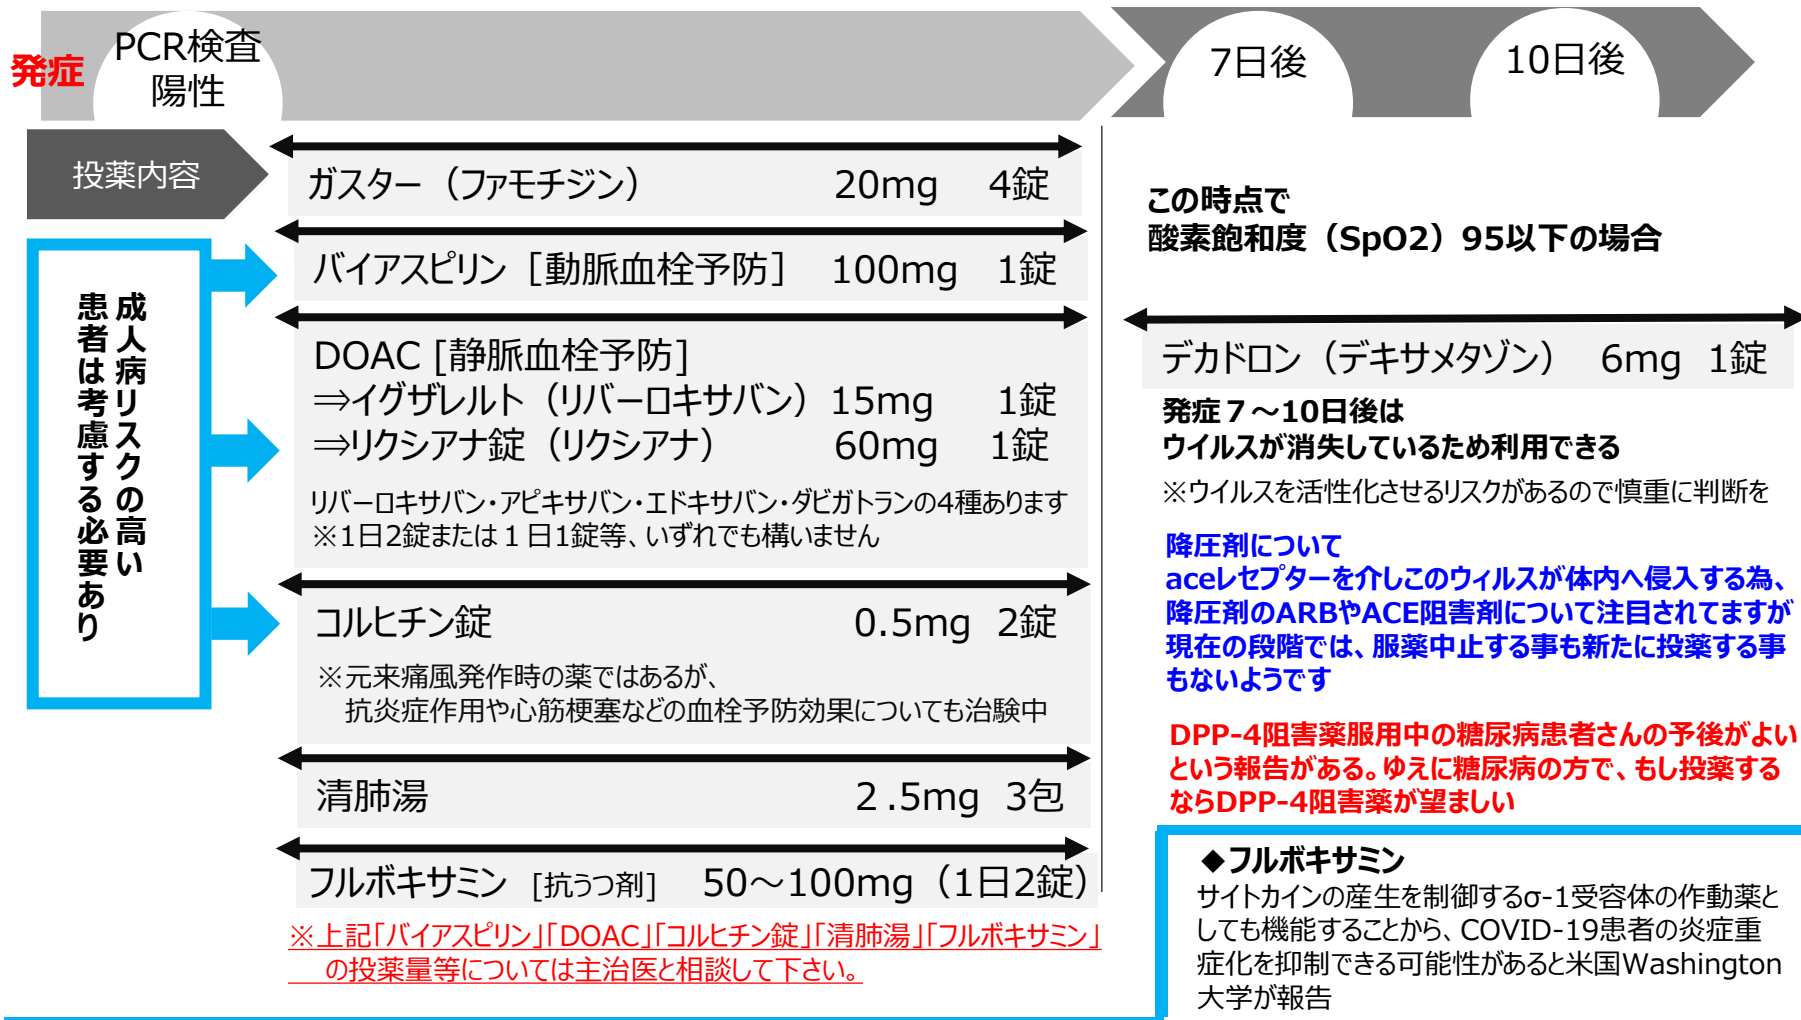 発症
PCR検査
陽性
7日後
10日後
投薬内容
ガスター（ファモチジン） 20mg 4錠
バイアスピリン［動脈血栓予防］ 100mg 1錠
成人病リスクの高い
患者は考慮する必要あり
DOAC [静脈血栓予防]
⇒イグザレルト（リバーロキサバン）15mg 1錠
⇒リクシアナ錠（リクシアナ） 60mg 1錠
リバーロキサバン・アピキサバン・エドキサバン・ダビガトランの4種あります
※1日2錠または１日1錠等、いずれでも構いません
コルヒチン錠 0.5mg 2錠
※元来痛風発作時の薬ではあるが、
抗炎症作用や心筋梗塞などの血栓予防効果についても治験中
清肺湯 ２.5mg 3包
フルボキサミン [抗うつ剤] 50～100mg（1日2錠）
※上記「バイアスピリン」「DOAC」「コルヒチン錠」「清肺湯」「フルボキサミン」
の投薬量等については主治医と相談して下さい。
この時点で
酸素飽和度（SpO2）95以下の場合
デカドロン（デキサメタゾン） 6mg 1錠
発症７～10日後は
ウイルスが消失しているため利用できる
※ウイルスを活性化させるリスクがあるので慎重に判断を
降圧剤について
aceレセプターを介しこのウィルスが体内へ侵入する為、
降圧剤のARBやACE阻害剤について注目されてますが
現在の段階では、服薬中止する事も新たに投薬する事
もないようです
DPP-4阻害薬服用中の糖尿病患者さんの予後がよい
という報告がある。ゆえに糖尿病の方で、もし投薬する
ならDPP-4阻害薬が望ましい
◆フルボキサミン
サイトカインの産生を制御するσ-1受容体の作動薬と
しても機能することから、COVID-19患者の炎症重
症化を抑制できる可能性があると米国Washington
大学が報告